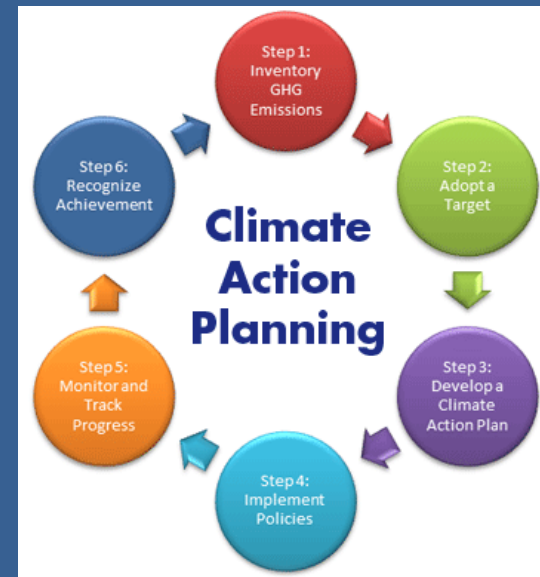 Step 1:
Inventory
GHG
Emissions
Step 2:
Adopt a
Target
Step 3:
Develop a
Climate
Action Plan
Step 4:
Implement
Policies
Step 5:
Monitor and
Track
Progress
Step 6:
Recognize
Achievement
Climate
Action
Planning